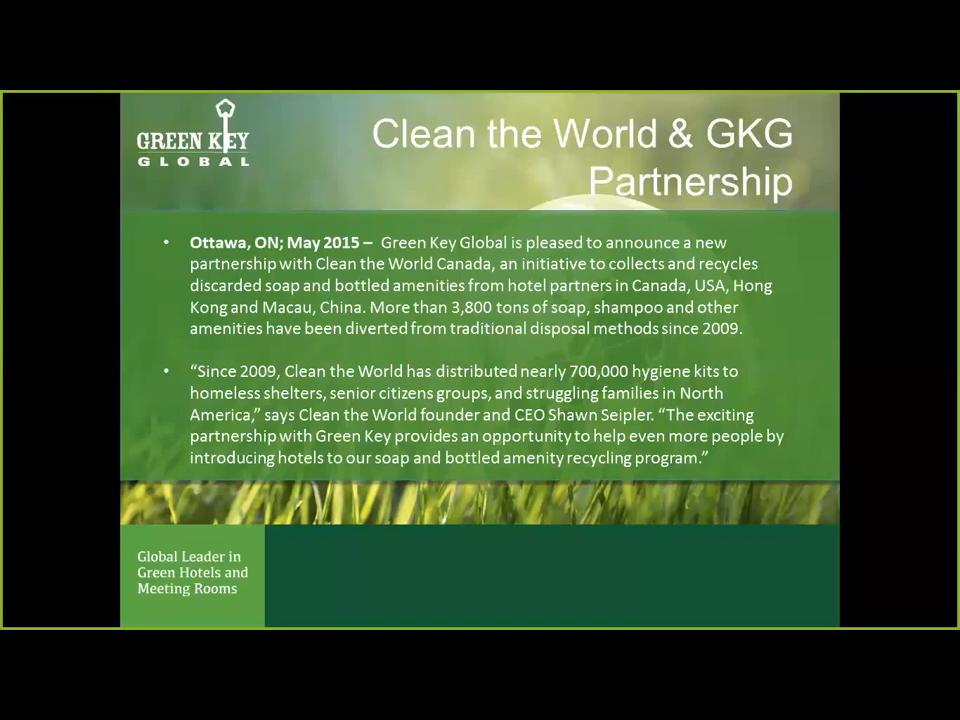 GREEN KEY
GLOBAL
Clean the World & GKG
Partnership
• Ottawa, ON; May 2015 – Green Key Global is pleased to announce a new
partnership with Clean the World Canada, an initiative to collects and recycles
discarded soap and bottled amenities from hotel partners in Canada, USA, Hong
Kong and Macau, China. More than 3,800 tons of soap, shampoo and other
amenities have been diverted from traditional disposal methods since 2009.
• “Since 2009, Clean the World has distributed nearly 700,000 hygiene kits to
homeless shelters, senior citizens groups, and struggling families in North
America,” says Clean the World founder and CEO Shawn Seipler. “The exciting
partnership with Green Key provides an opportunity to help even more people by
introducing hotels to our soap and bottled amenity recycling program.”
Global Leader in
Green Hotels and
Meeting Rooms